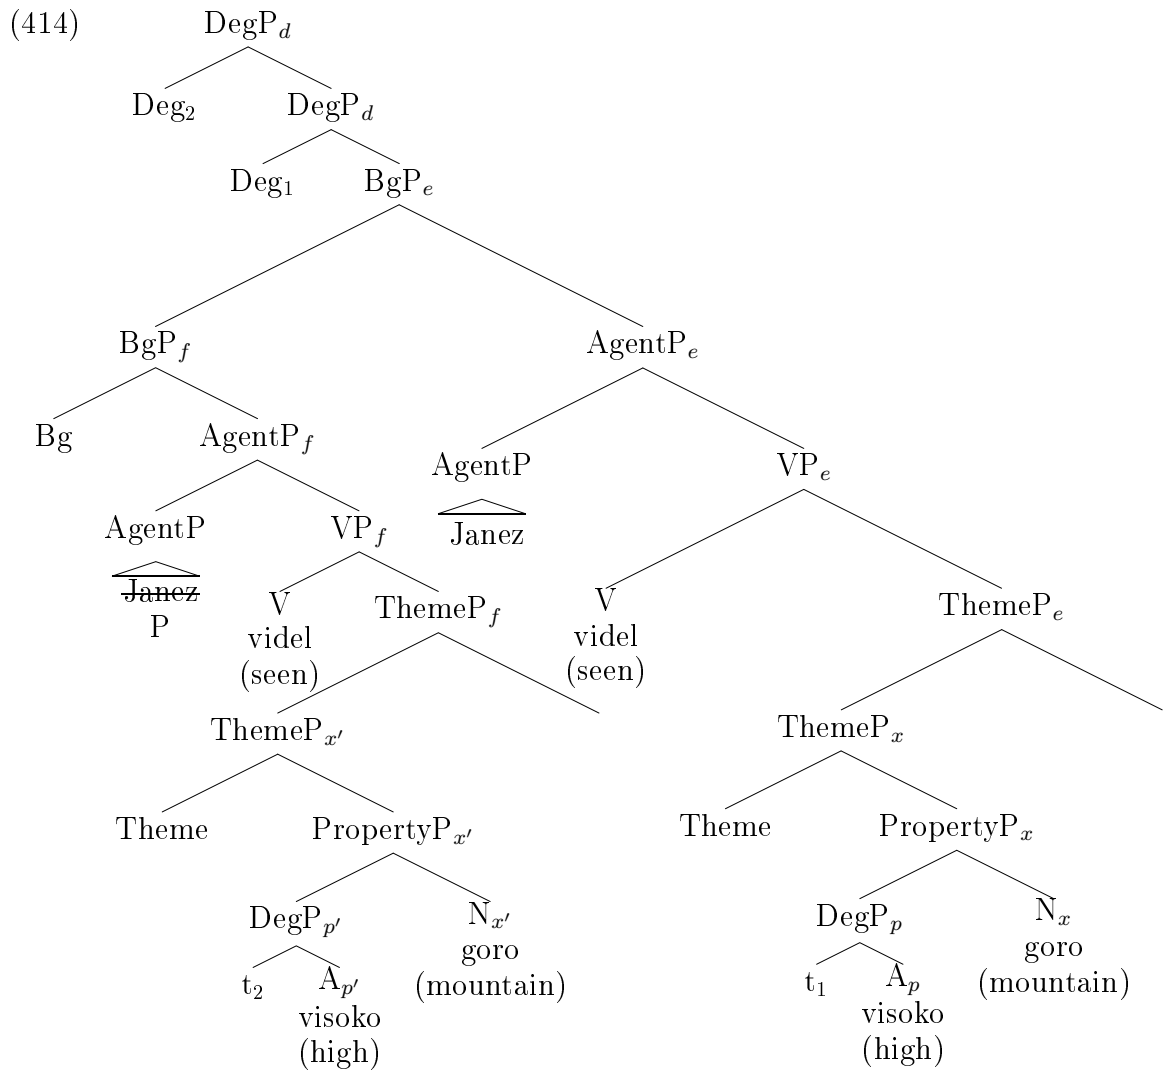 (414) DegP_d
Deg_2 DegP_d
Deg_1 BgP_e
BgP_f AgentP_e
Bg AgentP_f AgentP VP_e
Janez
AgentP VP_f
Janez
P
V ThemeP_f V ThemeP_e
videl videl
(seen) (seen)
ThemeP_x′ ThemeP_x
Theme PropertyP_x′ Theme PropertyP_x
DegP_p′ N_x′ DegP_p N_x
goro goro
(mountain) (mountain)
t_2 A_p′ t_1 A_p
visoko visoko
(high) (high)